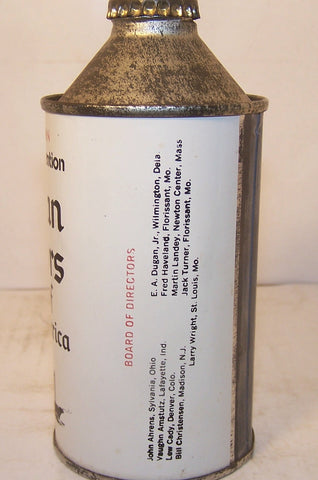 ntion
n
rs
f
ica
BOARD OF DIRECTORS
John Ahrens, Sylvania, Ohio
Vaughn Amstutz, Lafayette, Ind.
Lew Cady, Denver, Colo.
Bill Christensen, Madison, N.J.
E. A. Dugan, Jr., Wilmington, Dela
Fred Haveland, Florissant, Mo.
Martin Landey, Newton Center, Mass
Jack Turner, Florissant, Mo.
Larry Wright, St. Louis, Mo.